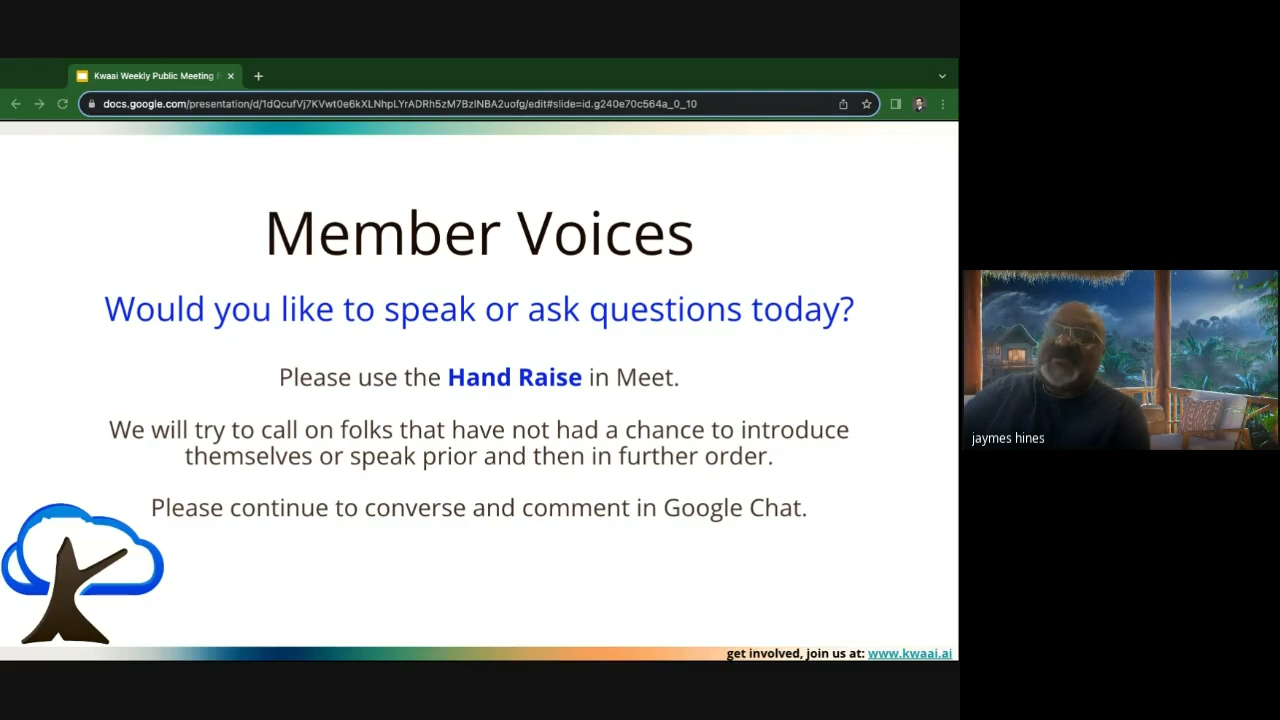 Kwaai Weekly Public Meeting
docs.google.com/presentation/d/1dQcufVj7KVwt0e6kXLNhpLYrADRh5zM7BzINBA2uofg/edit#slide=id.g240e70c564a_0_10
Member Voices
Would you like to speak or ask questions today?
Please use the Hand Raise in Meet.
We will try to call on folks that have not had a chance to introduce
themselves or speak prior and then in further order.
Please continue to converse and comment in Google Chat.
jaymes hines
get involved, join us at: www.kwaai.ai